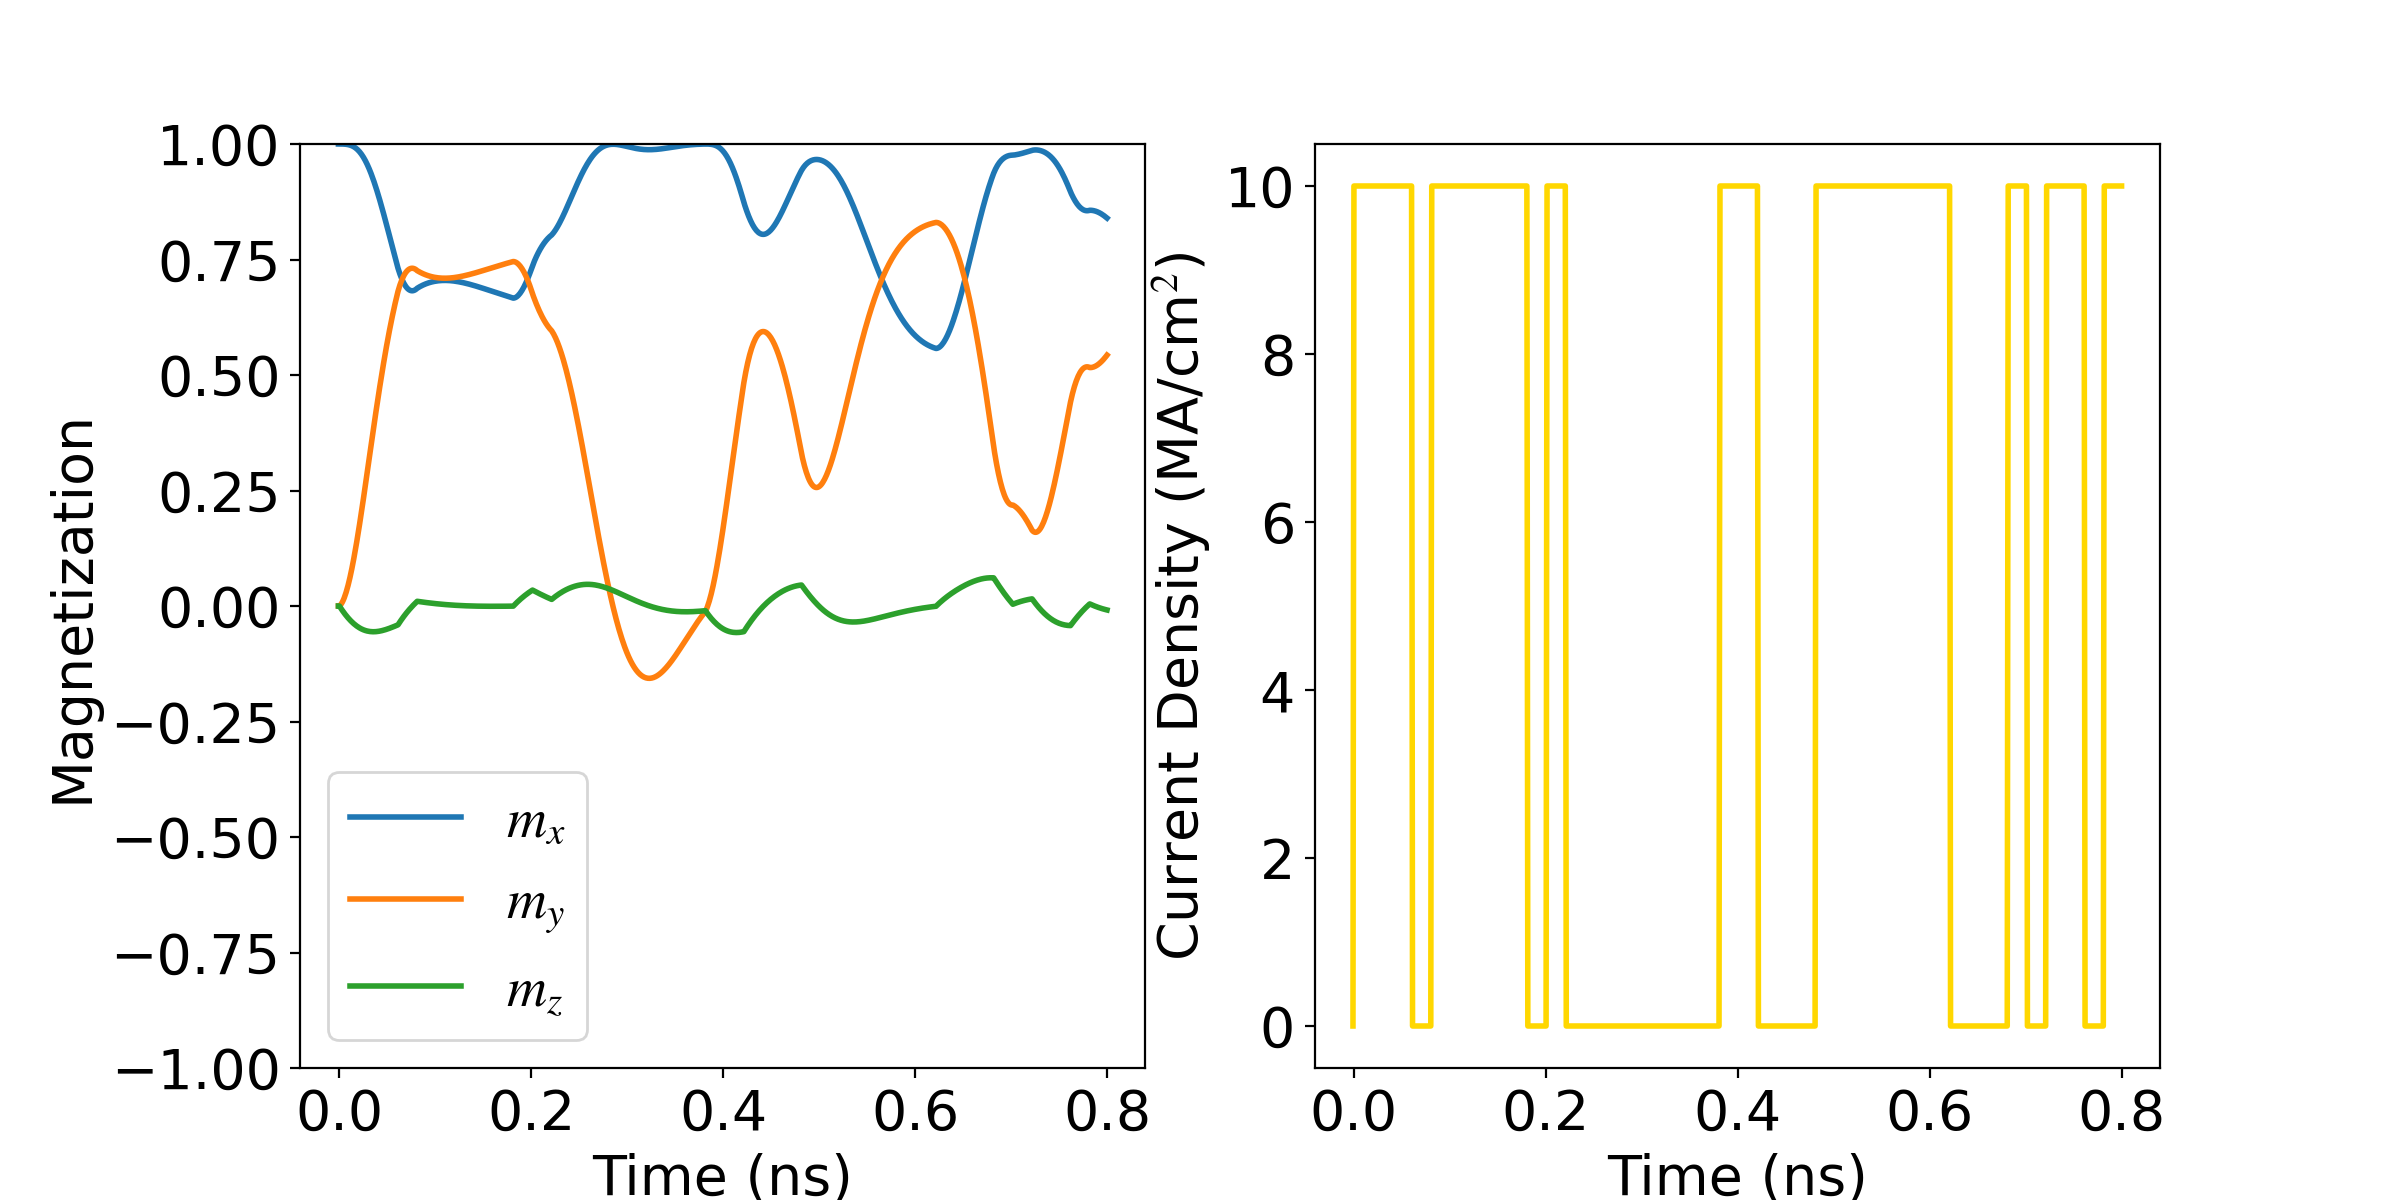 Magnetization
1.00
0.75
0.50
0.25
0.00
−0.25
−0.50
−0.75
−1.00
m_x
m_y
m_z
0.0 0.2 0.4 0.6 0.8
Time (ns)
Current Density (MA/cm²)
10
8
6
4
2
0
0.0 0.2 0.4 0.6 0.8
Time (ns)